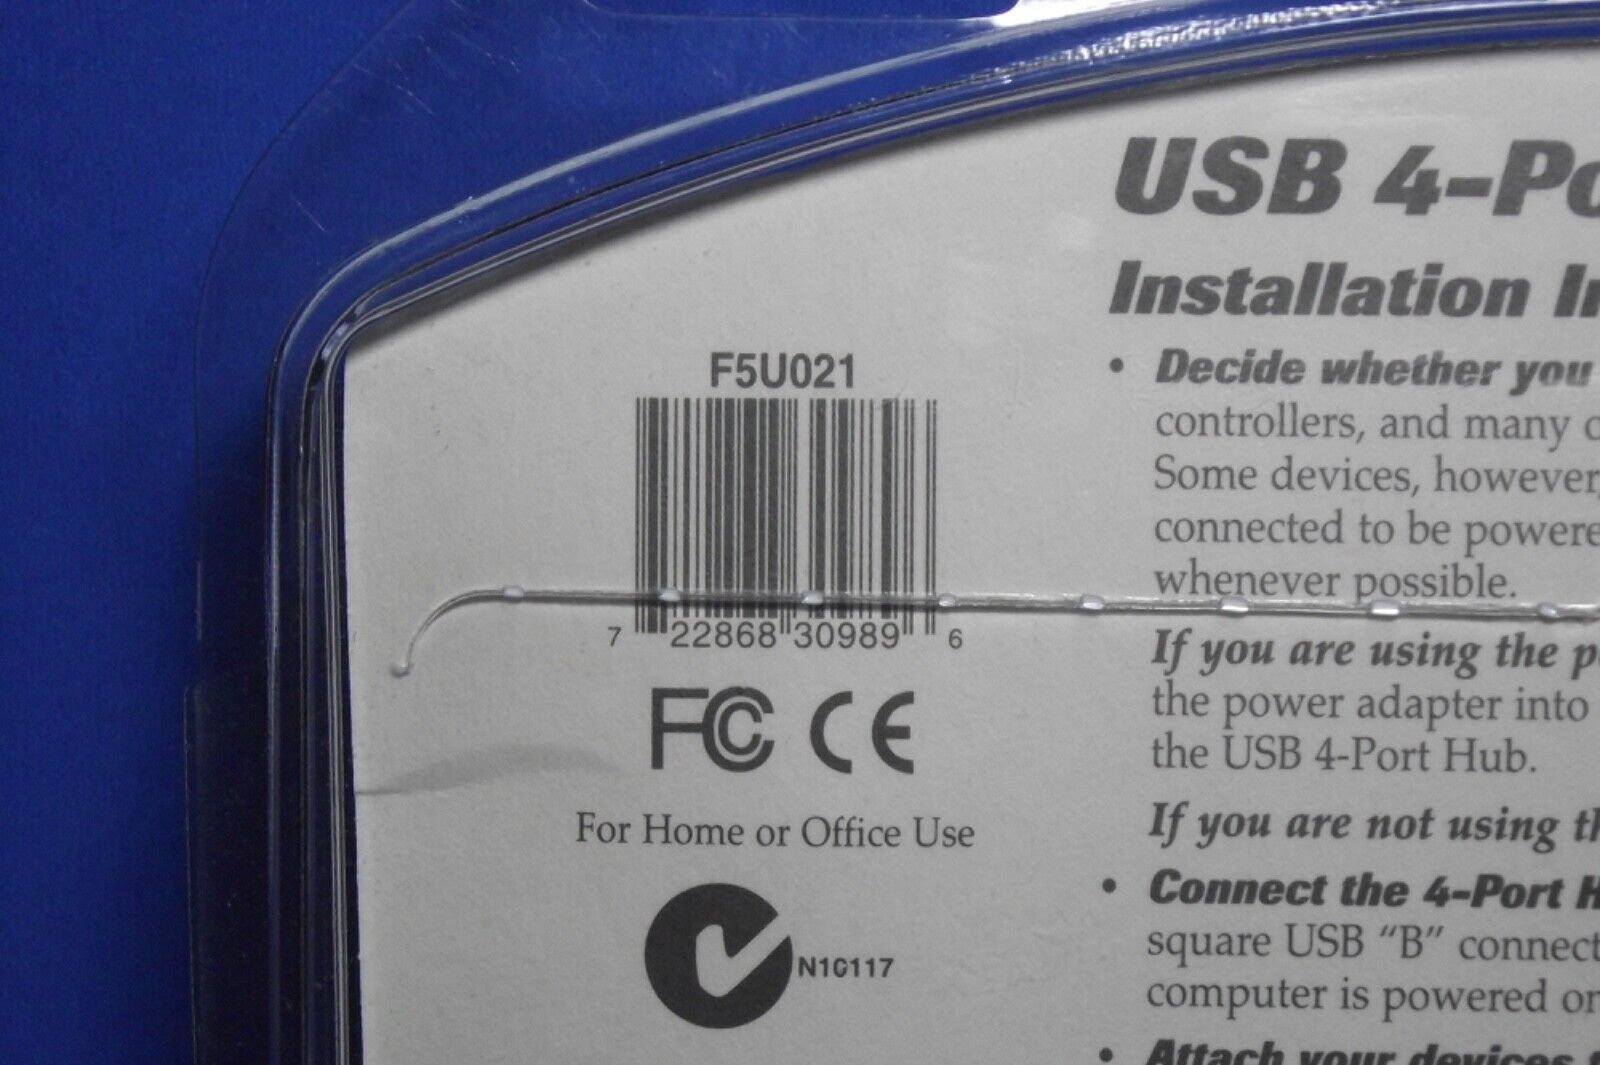 F5U021
7 22868 30989 6
FC CE
For Home or Office Use
N10117
USB 4-Po
Installation In
• Decide whether you
controllers, and many o
Some devices, however,
connected to be powere
whenever possible.
If you are using the p
the power adapter into
the USB 4-Port Hub.
If you are not using th
• Connect the 4-Port H
square USB “B” connect
computer is powered on
• Attach your devices t